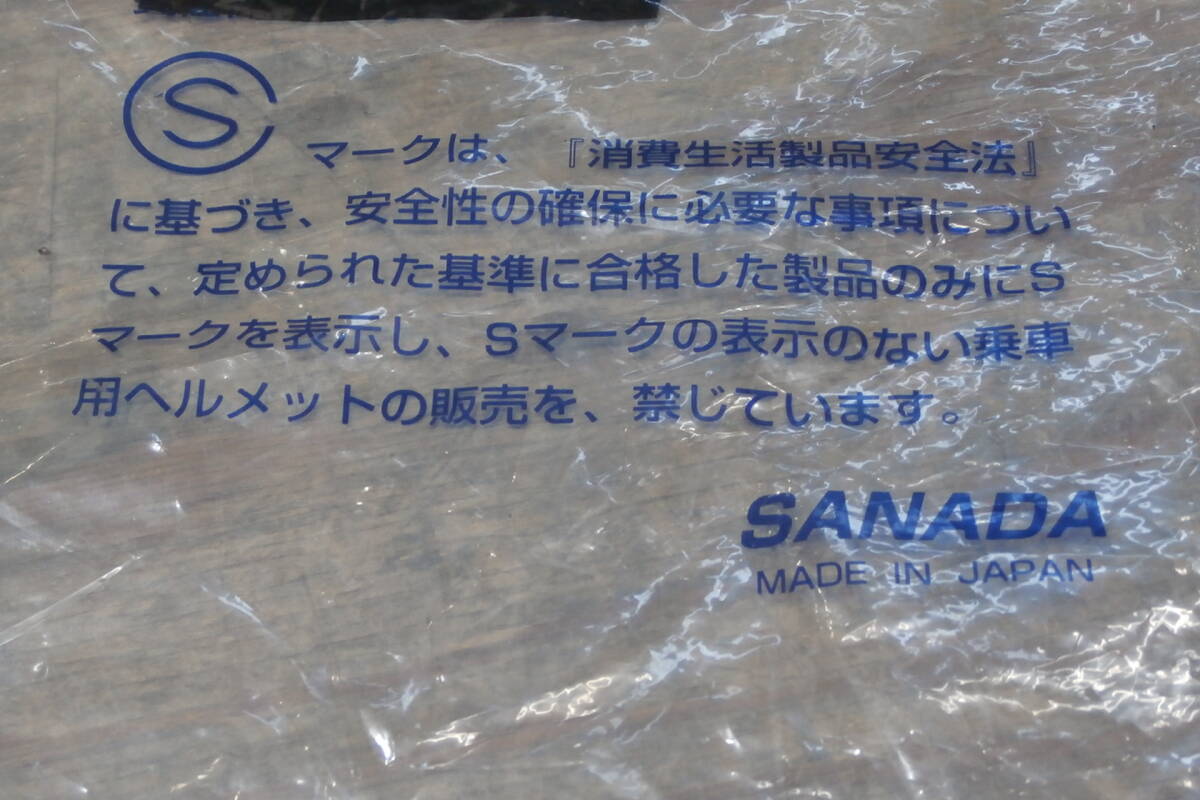 S マークは、『消費生活製品安全法』
に基づき、安全性の確保に必要な事項につい
て、定められた基準に合格した製品のみにS
マークを表示し、Sマークの表示のない乗車
用ヘルメットの販売を、禁じています。
SANADA
MADE IN JAPAN